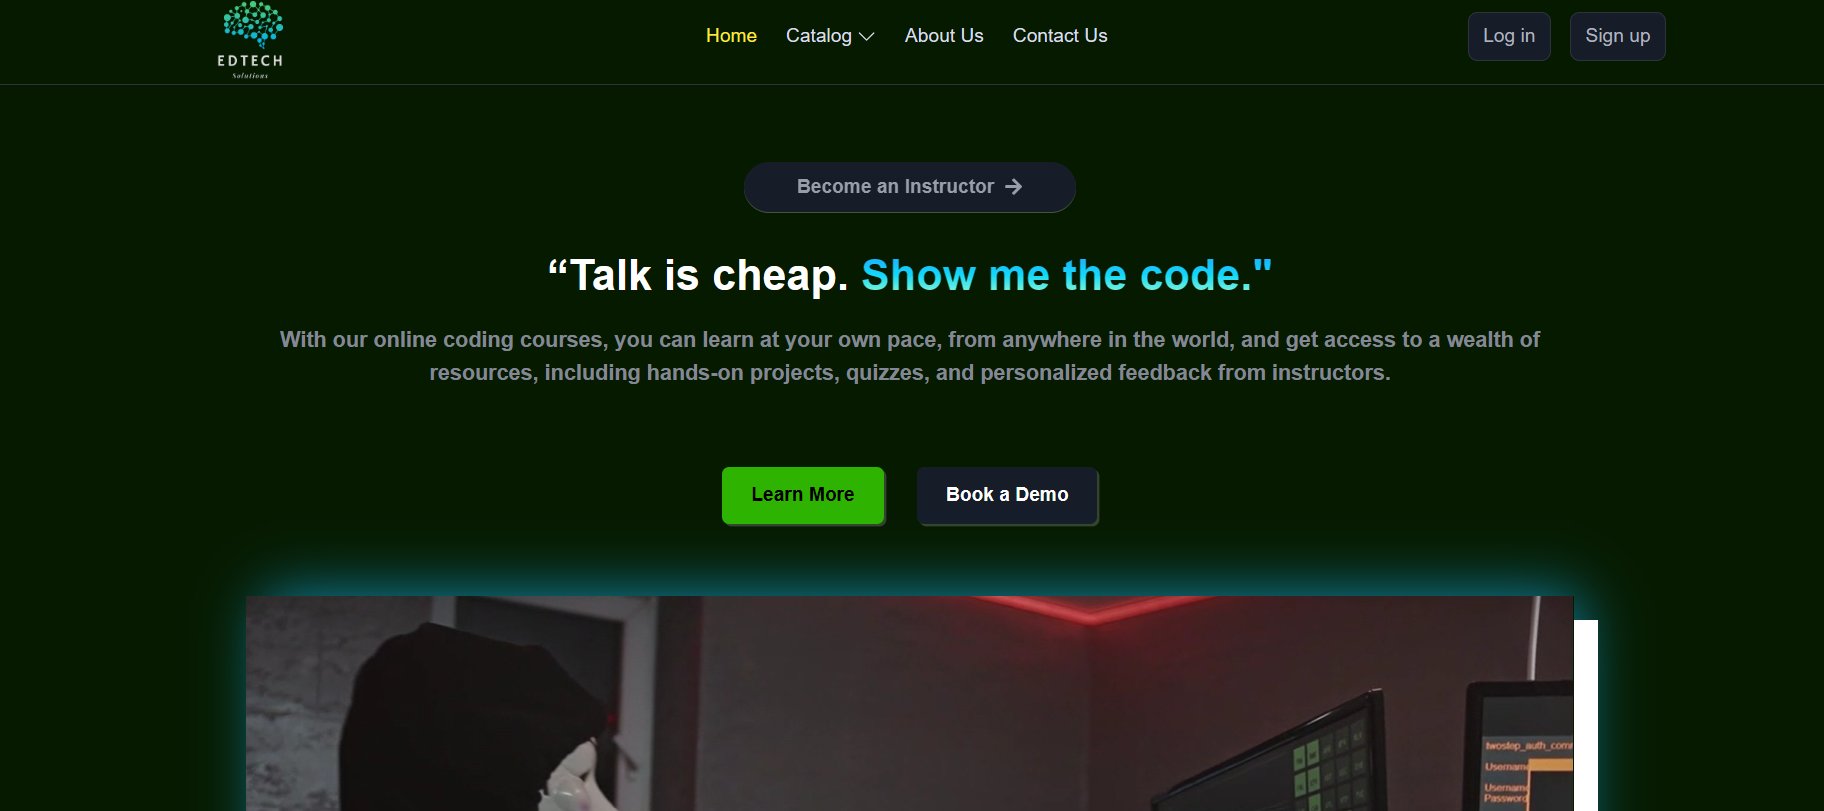 EDTECH
Solutions
Home Catalog About Us Contact Us
Log in Sign up
Become an Instructor
“Talk is cheap. Show me the code."
With our online coding courses, you can learn at your own pace, from anywhere in the world, and get access to a wealth of
resources, including hands-on projects, quizzes, and personalized feedback from instructors.
Learn More Book a Demo
Username
Username
Password